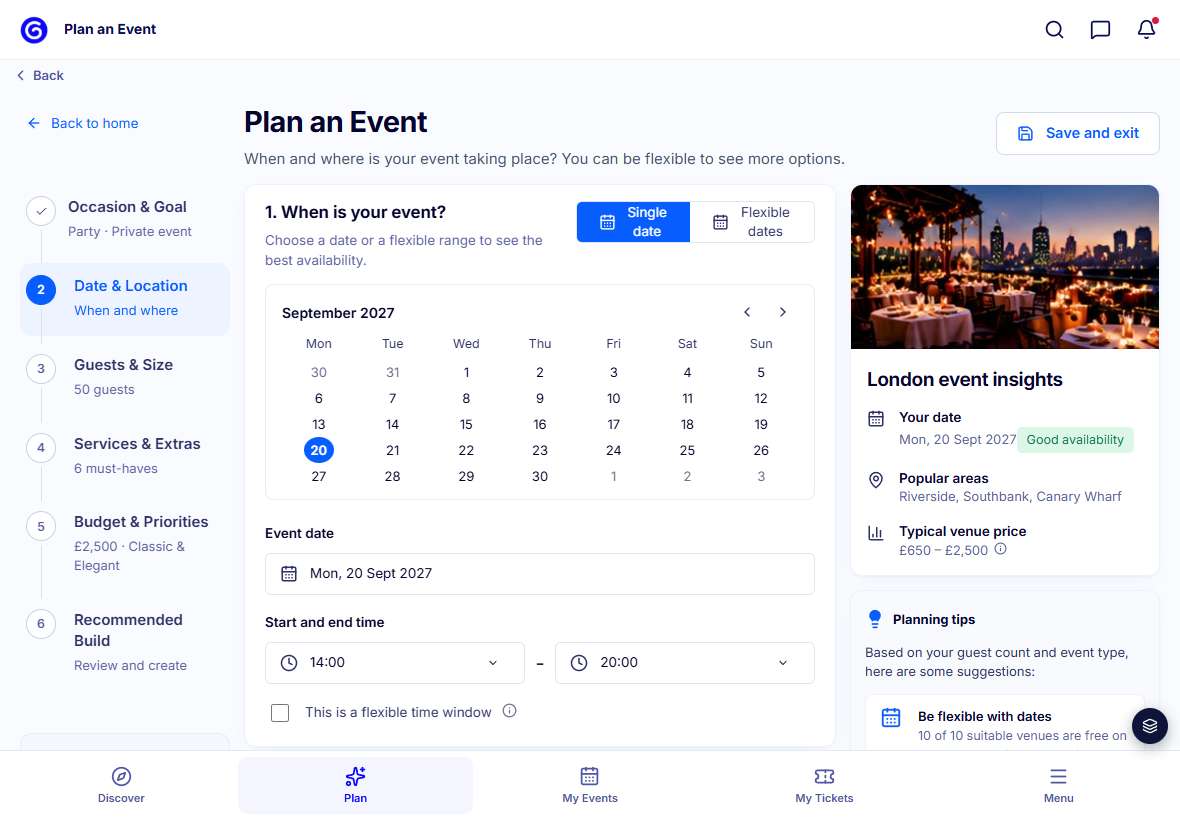 Plan an Event
Back
Back to home
Plan an Event
When and where is your event taking place? You can be flexible to see more options.
Save and exit
Occasion & Goal
Party · Private event
2
Date & Location
When and where
3
Guests & Size
50 guests
4
Services & Extras
6 must-haves
5
Budget & Priorities
£2,500 · Classic &
Elegant
6
Recommended
Build
Review and create
1. When is your event?
Choose a date or a flexible range to see the
best availability.
Single
date
Flexible
dates
September 2027
Mon Tue Wed Thu Fri Sat Sun
30 31 1 2 3 4 5
6 7 8 9 10 11 12
13 14 15 16 17 18 19
20 21 22 23 24 25 26
27 28 29 30 1 2 3
Event date
Mon, 20 Sept 2027
Start and end time
14:00 – 20:00
This is a flexible time window
London event insights
Your date
Mon, 20 Sept 2027 Good availability
Popular areas
Riverside, Southbank, Canary Wharf
Typical venue price
£650 – £2,500
Planning tips
Based on your guest count and event type,
here are some suggestions:
Be flexible with dates
10 of 10 suitable venues are free on
Discover
Plan
My Events
My Tickets
Menu